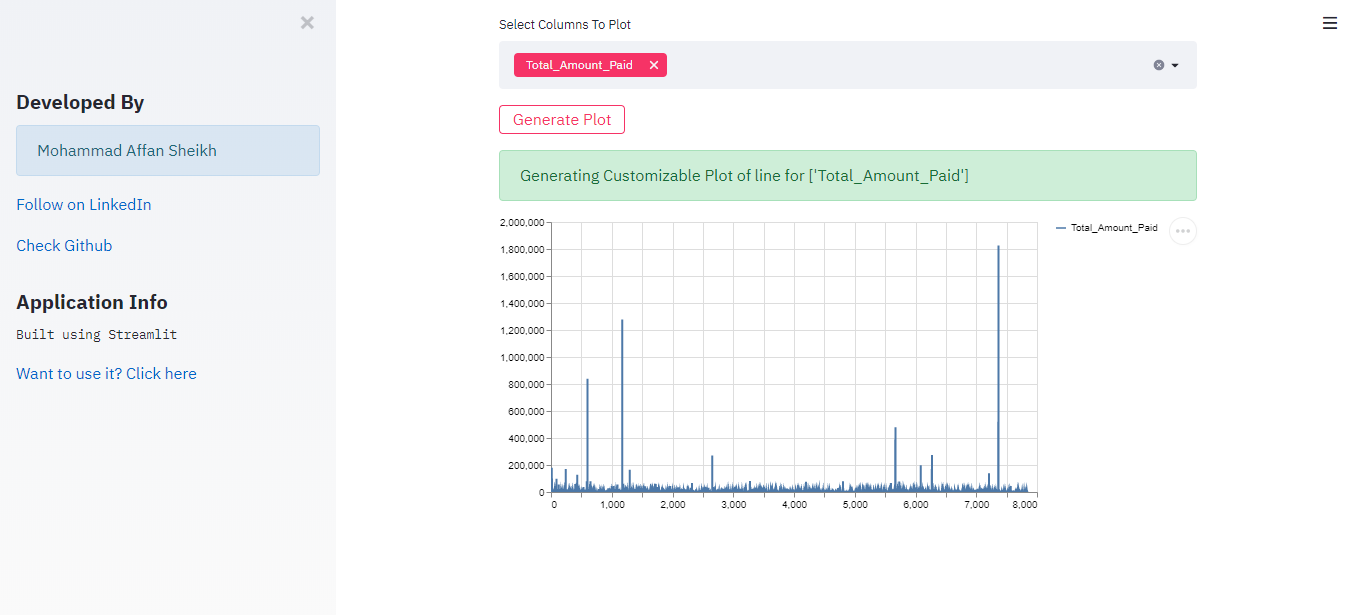 Developed By
Mohammad Affan Sheikh
Follow on LinkedIn
Check Github
Application Info
Built using Streamlit
Want to use it? Click here
Select Columns To Plot
Total_Amount_Paid
Generate Plot
Generating Customizable Plot of line for ['Total_Amount_Paid']
2,000,000
1,800,000
1,600,000
1,400,000
1,200,000
1,000,000
800,000
600,000
400,000
200,000
0
0 1,000 2,000 3,000 4,000 5,000 6,000 7,000 8,000
Total_Amount_Paid